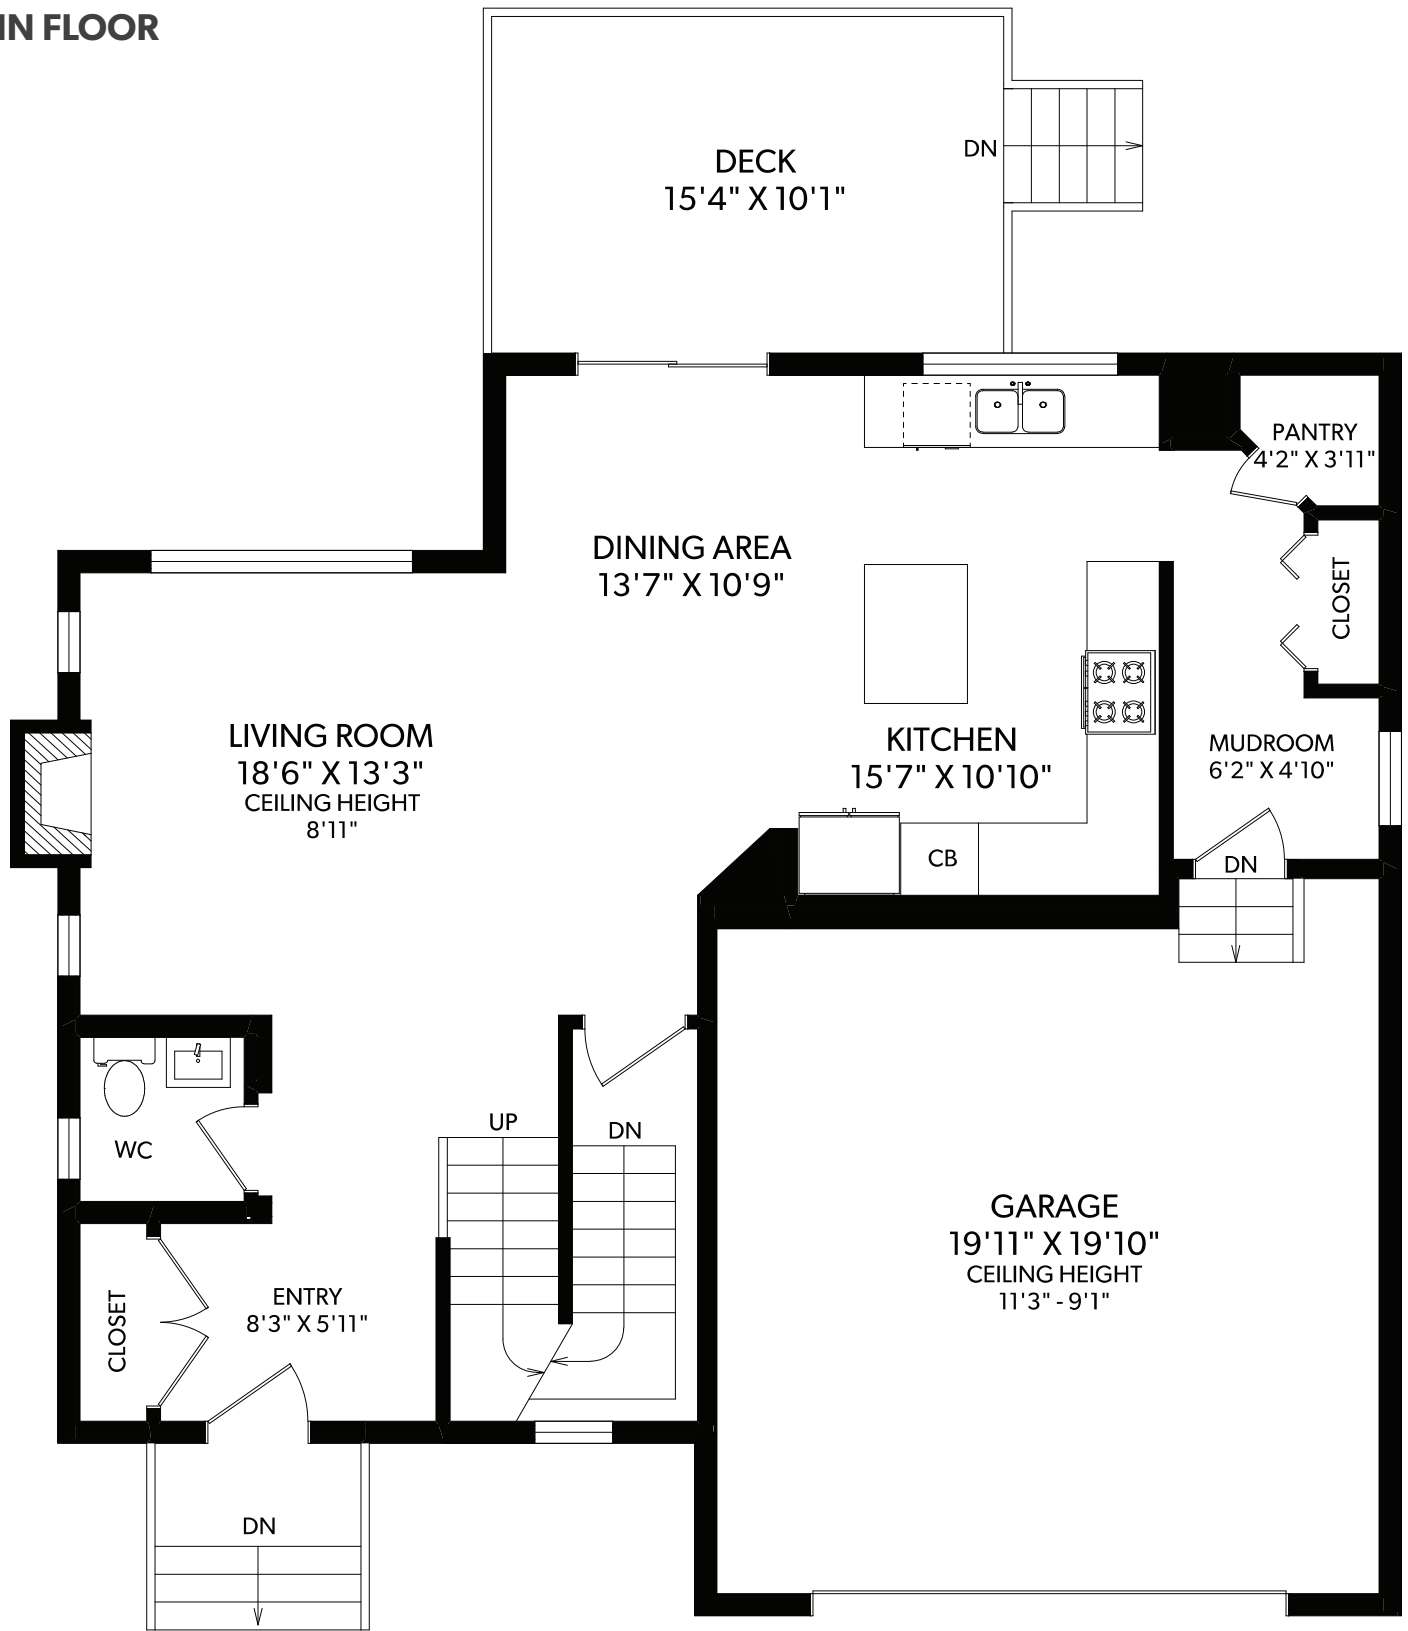 IN FLOOR
DECK
15'4" X 10'1"
DN
PANTRY
4'2" X 3'11"
DINING AREA
13'7" X 10'9"
CLOSET
LIVING ROOM
18'6" X 13'3"
CEILING HEIGHT
8'11"
KITCHEN
15'7" X 10'10"
MUDROOM
6'2" X 4'10"
CB
DN
UP
DN
WC
GARAGE
19'11" X 19'10"
CEILING HEIGHT
11'3" - 9'1"
CLOSET
ENTRY
8'3" X 5'11"
DN